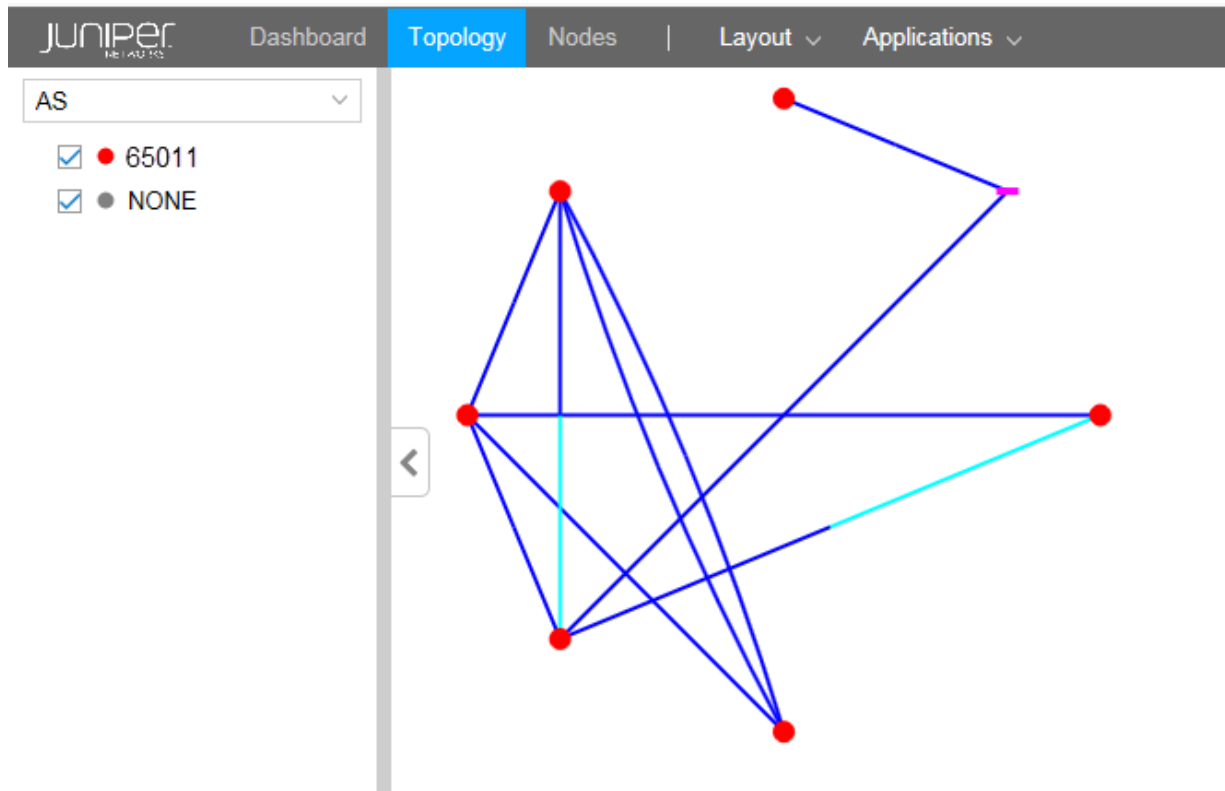 JUNIPER Dashboard Topology Nodes | Layout Applications
NETWORKS
AS
65011
NONE